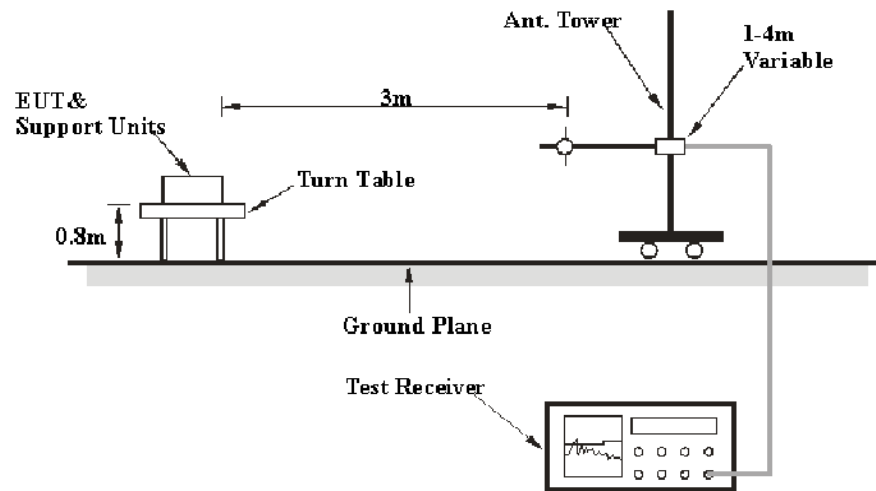 Ant. Tower
1-4m
Variable
3m
EUT&
Support Units
Turn Table
0.8m
Ground Plane
Test Receiver